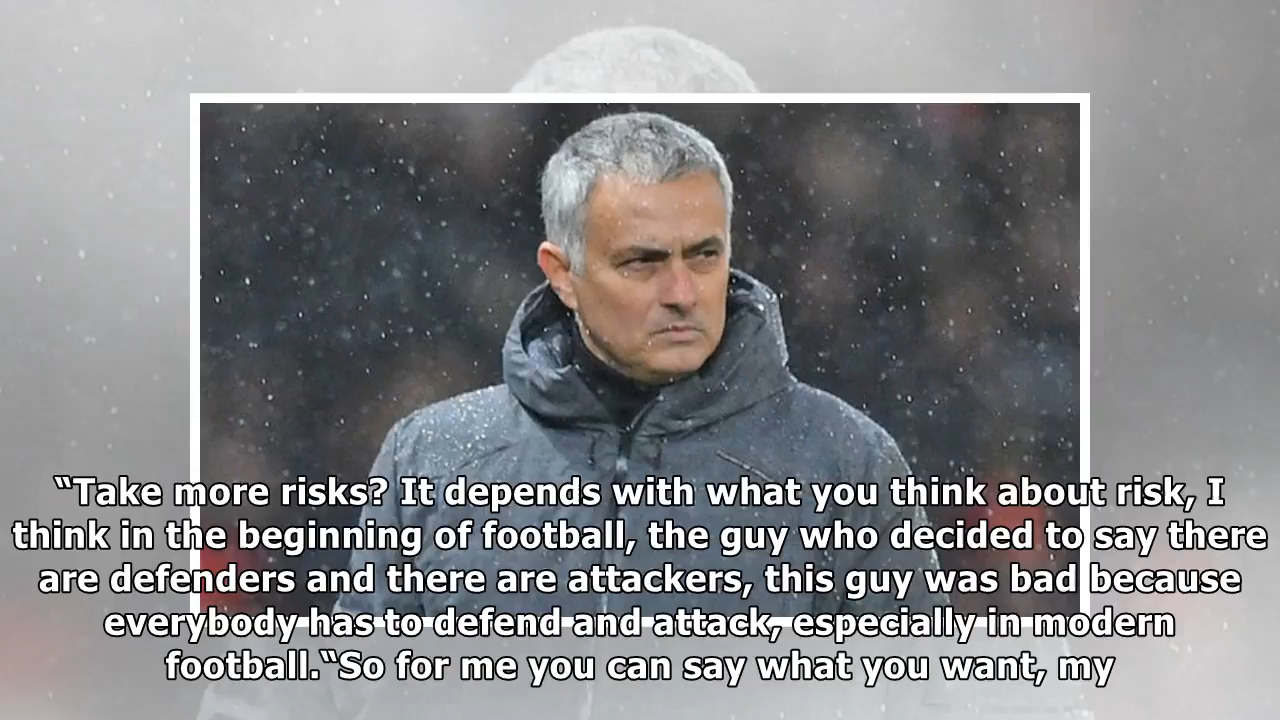 “Take more risks? It depends with what you think about risk, I
think in the beginning of football, the guy who decided to say there
are defenders and there are attackers, this guy was bad because
everybody has to defend and attack, especially in modern
football.“So for me you can say what you want, my